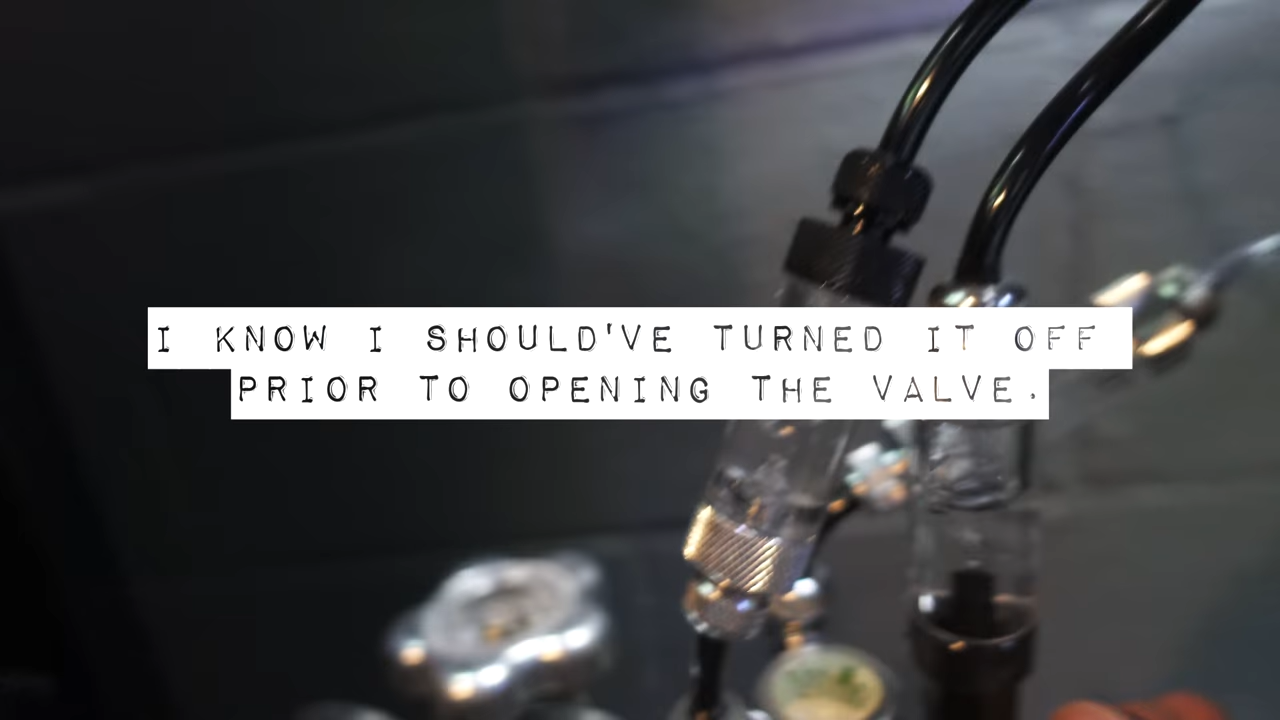 I KNOW I SHOULD'VE TURNED IT OFF
PRIOR TO OPENING THE VALVE.